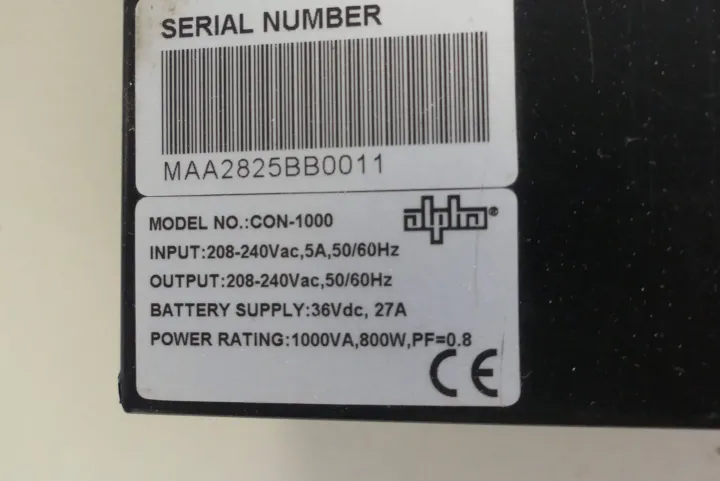 SERIAL NUMBER
MAA2825BB0011
alpha®
MODEL NO.:CON-1000
INPUT:208-240Vac,5A,50/60Hz
OUTPUT:208-240Vac,50/60Hz
BATTERY SUPPLY:36Vdc, 27A
POWER RATING:1000VA,800W,PF=0.8
CE